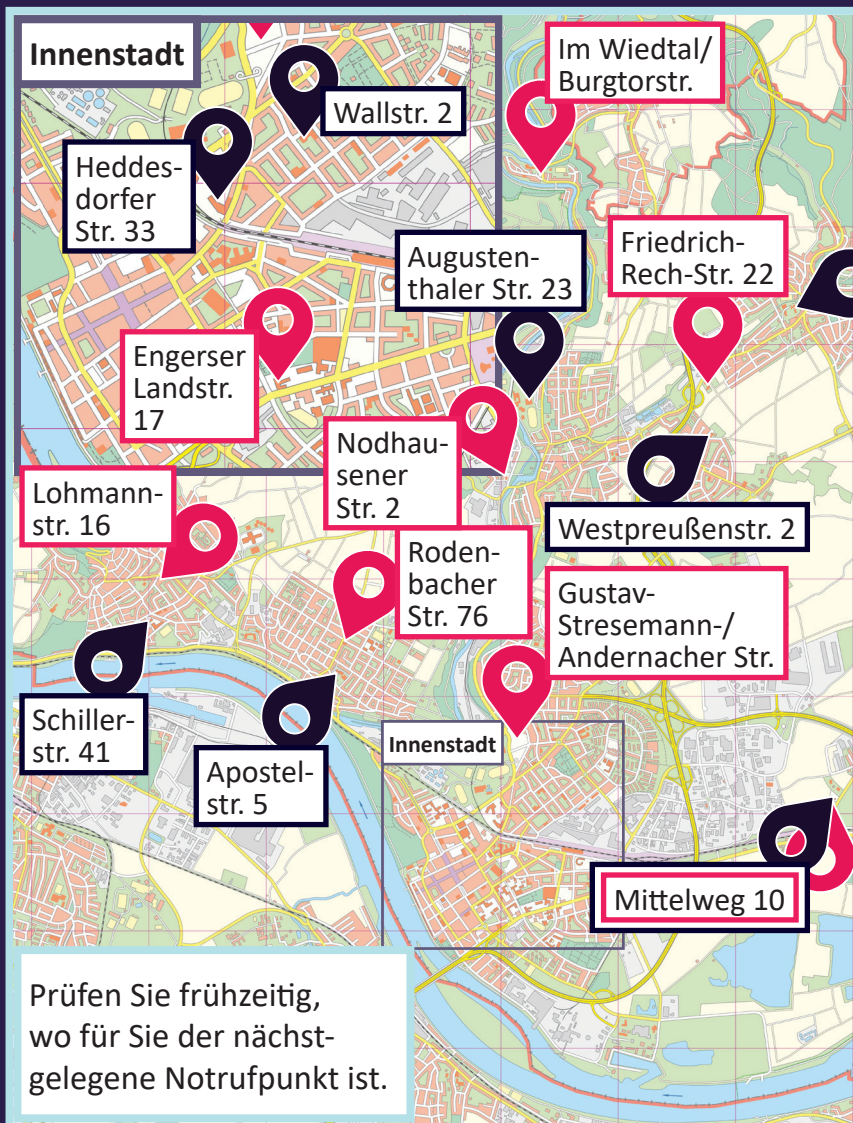 Innenstadt
Wallstr. 2
Heddes-
dorfer
Str. 33
Engerser
Landstr.
17
Im Wiedtal/
Burgtorstr.
Augusten-
thaler Str. 23
Friedrich-
Rech-Str. 22
Nodhau-
sener
Str. 2
Westpreußenstr. 2
Lohmann-
str. 16
Roden-
bacher
Str. 76
Gustav-
Stresemann-/
Andernacher Str.
Schiller-
str. 41
Apostel-
str. 5
Innenstadt
Mittelweg 10
Prüfen Sie frühzeitig,
wo für Sie der nächst-
gelegene Notrufpunkt ist.